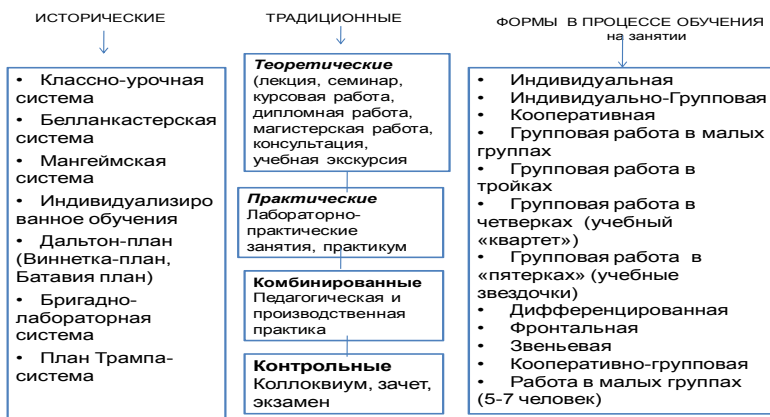 ИСТОРИЧЕСКИЕ
• Классно-урочная
система
• Белланкастерская
система
• Мангеймская
система
• Индивидуализиро
ванное обучения
• Дальтон-план
(Виннетка-план,
Батавия план)
• Бригадно-
лабораторная
система
• План Трампа-
система
ТРАДИЦИОННЫЕ
Теоретические
(лекция, семинар,
курсовая работа,
дипломная работа,
магистерская работа,
консультация,
учебная экскурсия
Практические
Лабораторно-
практические
занятия, практикум
Комбинированные
Педагогическая и
производственная
практика
Контрольные
Коллоквиум, зачет,
экзамен
ФОРМЫ В ПРОЦЕССЕ ОБУЧЕНИЯ
на занятии
• Индивидуальная
• Индивидуально-Групповая
• Кооперативная
• Групповая работа в малых
группах
• Групповая работа в
тройках
• Групповая работа в
четверках (учебный
«квартет»)
• Групповая работа в
«пятерках» (учебные
звездочки)
• Дифференцированная
• Фронтальная
• Звеньевая
• Кооперативно-групповая
• Работа в малых группах
(5-7 человек)